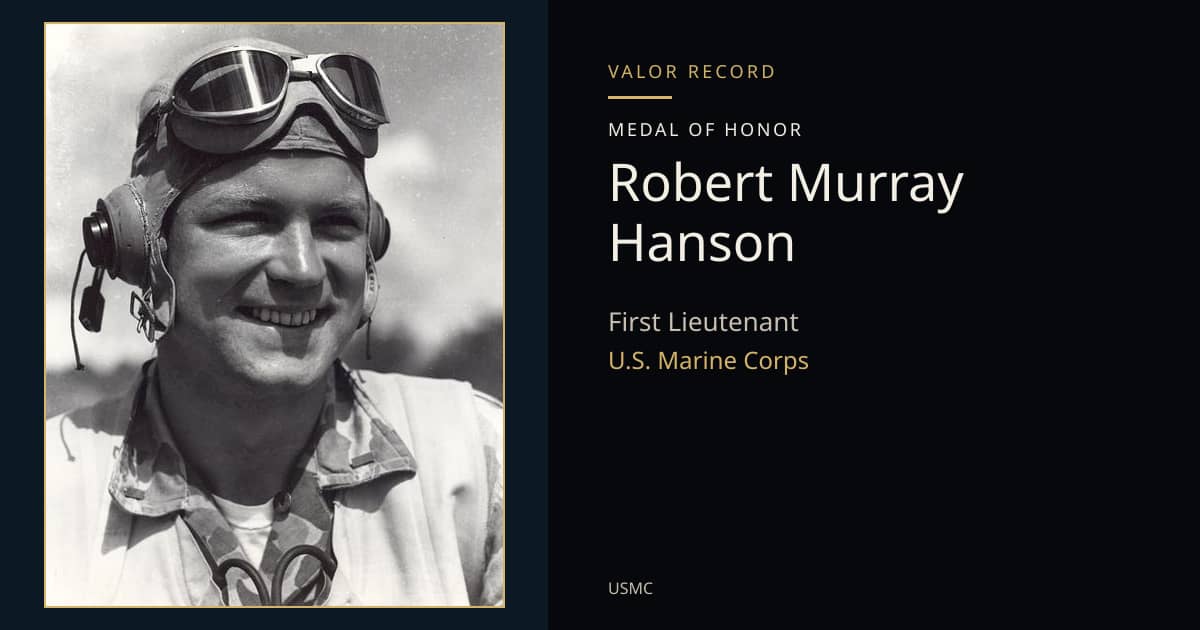 VALOR RECORD
MEDAL OF HONOR
Robert Murray
Hanson
First Lieutenant
U.S. Marine Corps
USMC